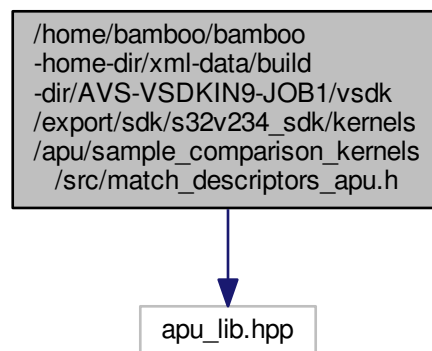 /home/bamboo/bamboo
-home-dir/xml-data/build
-dir/AVS-VSDKIN9-JOB1/vsdk
/export/sdk/s32v234_sdk/kernels
/apu/sample_comparison_kernels
/src/match_descriptors_apu.h
apu_lib.hpp